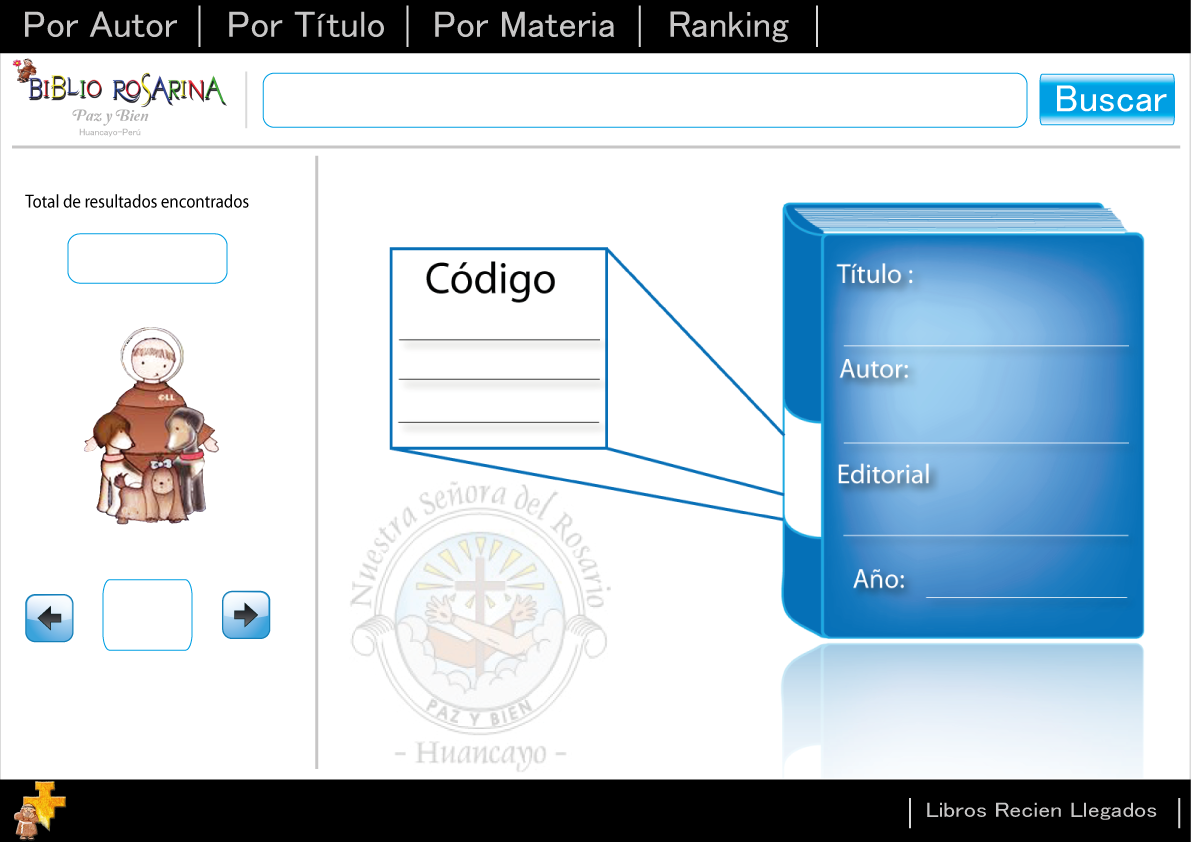 Por Autor
Por Título
Por Materia
Ranking
BIBLIO ROSARINA
Paz y Bien
Huancayo-Perú
Buscar
Total de resultados encontrados
©LL
Código
Título :
Autor:
Editorial
Año:
Nuestra Señora del Rosario
PAZ Y BIEN
- Huancayo -
Libros Recien Llegados